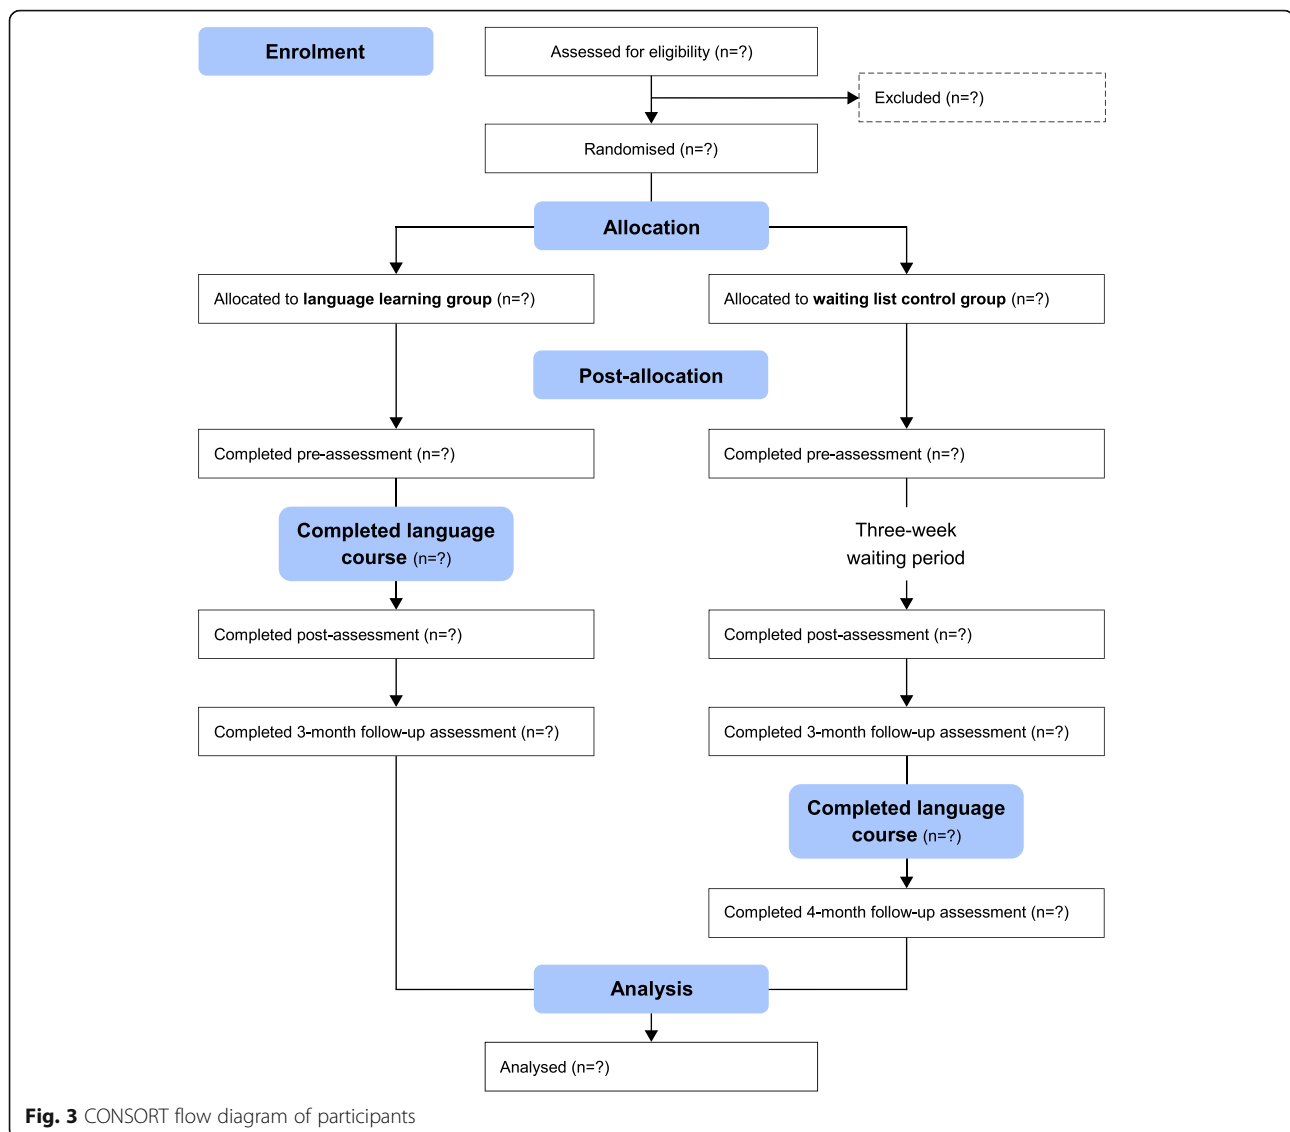 Enrolment
Assessed for eligibility (n=?)
Excluded (n=?)
Randomised (n=?)
Allocation
Allocated to language learning group (n=?)
Allocated to waiting list control group (n=?)
Post-allocation
Completed pre-assessment (n=?)
Completed pre-assessment (n=?)
Completed language
course (n=?)
Three-week
waiting period
Completed post-assessment (n=?)
Completed post-assessment (n=?)
Completed 3-month follow-up assessment (n=?)
Completed 3-month follow-up assessment (n=?)
Completed language
course (n=?)
Completed 4-month follow-up assessment (n=?)
Analysis
Analysed (n=?)
Fig. 3 CONSORT flow diagram of participants